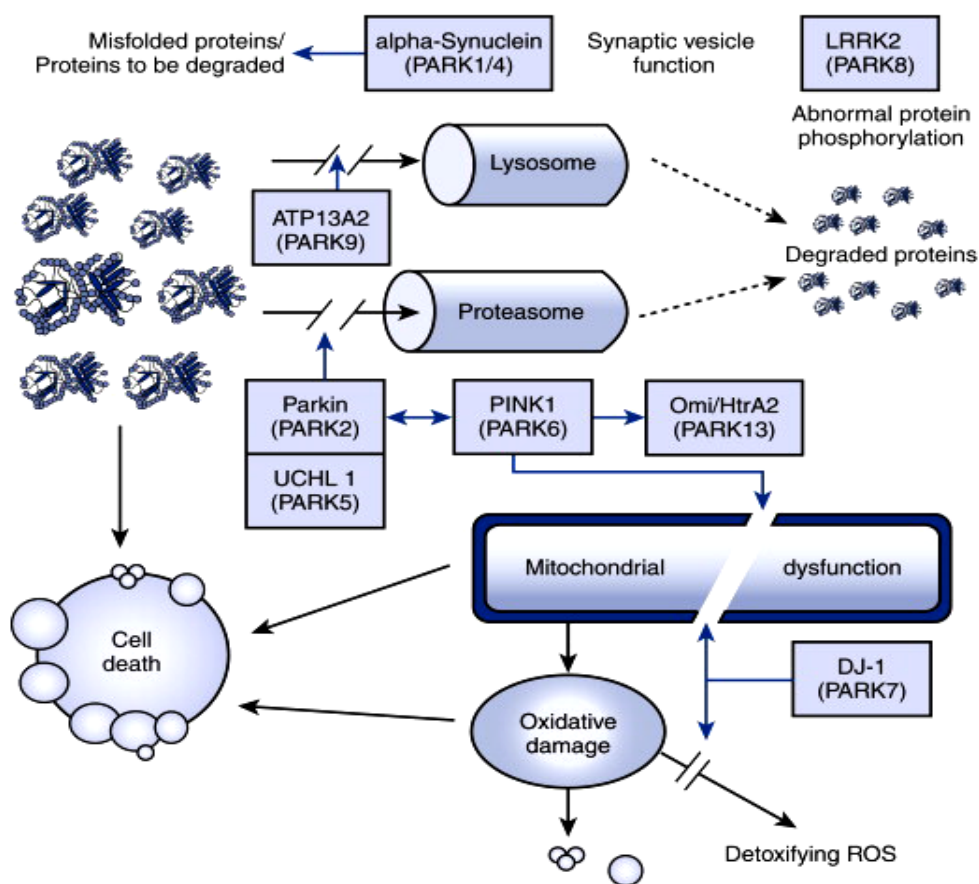 Misfolded proteins/
Proteins to be degraded
alpha-Synuclein
(PARK1/4)
Synaptic vesicle
function
LRRK2
(PARK8)
Abnormal protein
phosphorylation
Lysosome
ATP13A2
(PARK9)
Degraded proteins
Proteasome
Parkin
(PARK2)
PINK1
(PARK6)
Omi/HtrA2
(PARK13)
UCHL 1
(PARK5)
Mitochondrial
dysfunction
Cell
death
DJ-1
(PARK7)
Oxidative
damage
Detoxifying ROS